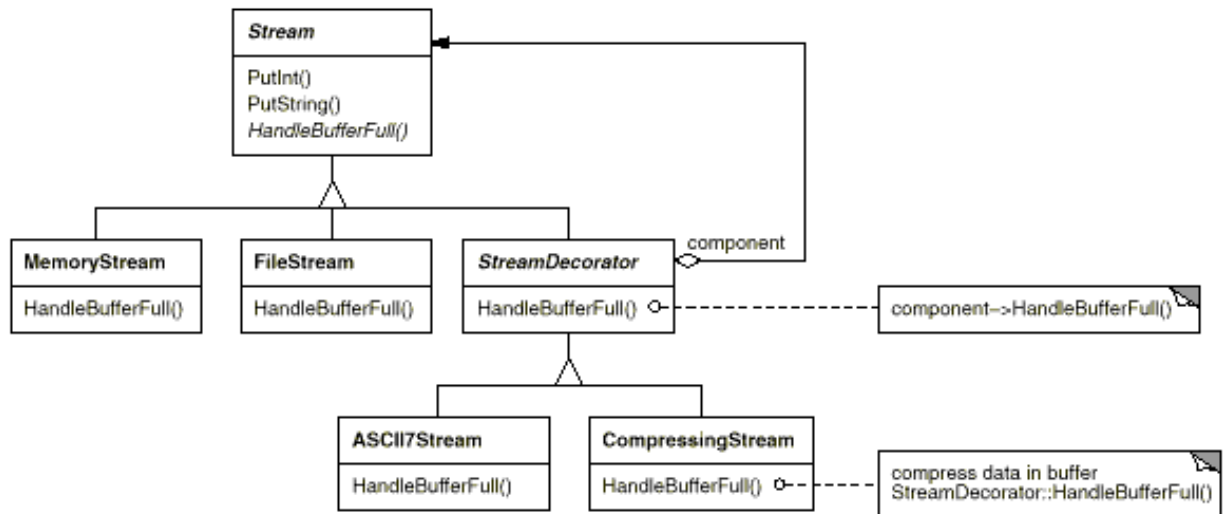 Stream
PutInt()
PutString()
HandleBufferFull()
component
MemoryStream
HandleBufferFull()
FileStream
HandleBufferFull()
StreamDecorator
HandleBufferFull()
component–>HandleBufferFull()
ASCII7Stream
HandleBufferFull()
CompressingStream
HandleBufferFull()
compress data in buffer
StreamDecorator::HandleBufferFull()